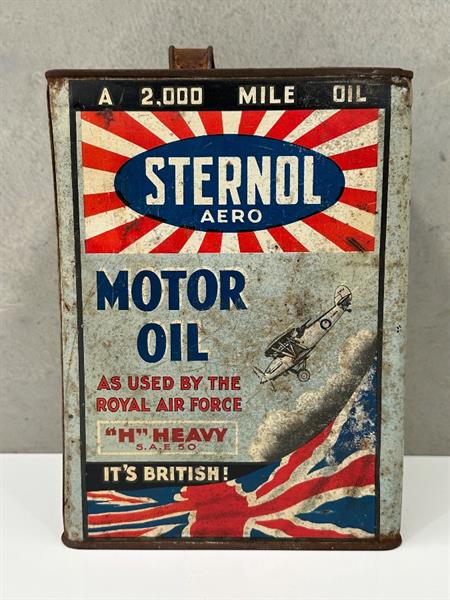 A 2,000 MILE OIL
STERNOL
AERO
MOTOR
OIL
AS USED BY THE
ROYAL AIR FORCE
"H" HEAVY
S.A.E 50
IT'S BRITISH!